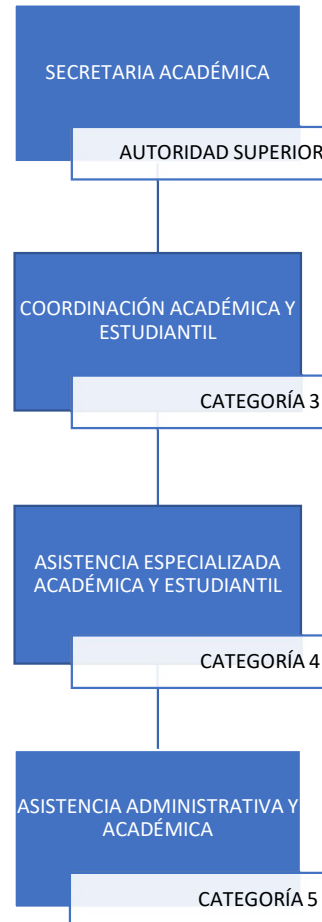 SECRETARIA ACADÉMICA
AUTORIDAD SUPERIOR
COORDINACIÓN ACADÉMICA Y
ESTUDIANTIL
CATEGORÍA 3
ASISTENCIA ESPECIALIZADA
ACADÉMICA Y ESTUDIANTIL
CATEGORÍA 4
ASISTENCIA ADMINISTRATIVA Y
ACADÉMICA
CATEGORÍA 5